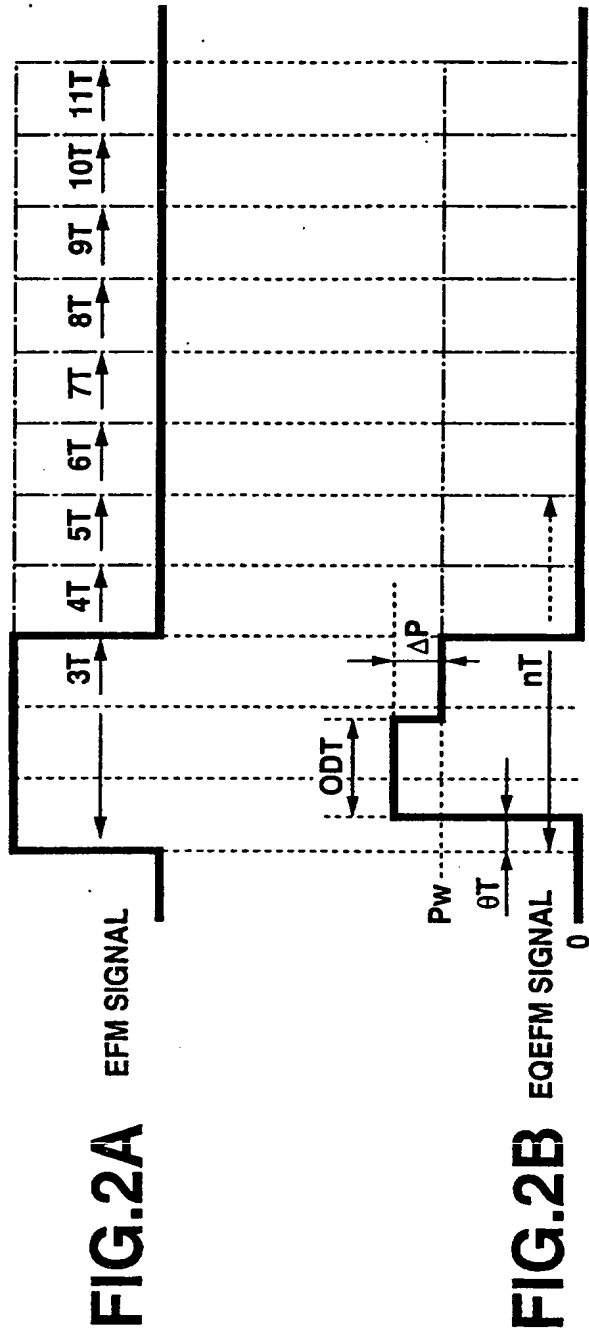 FIG.2A
EFM SIGNAL
3T
4T
5T
6T
7T
8T
9T
10T
11T
FIG.2B
EQEFM SIGNAL
0
Pw
θT
ODT
ΔP
nT